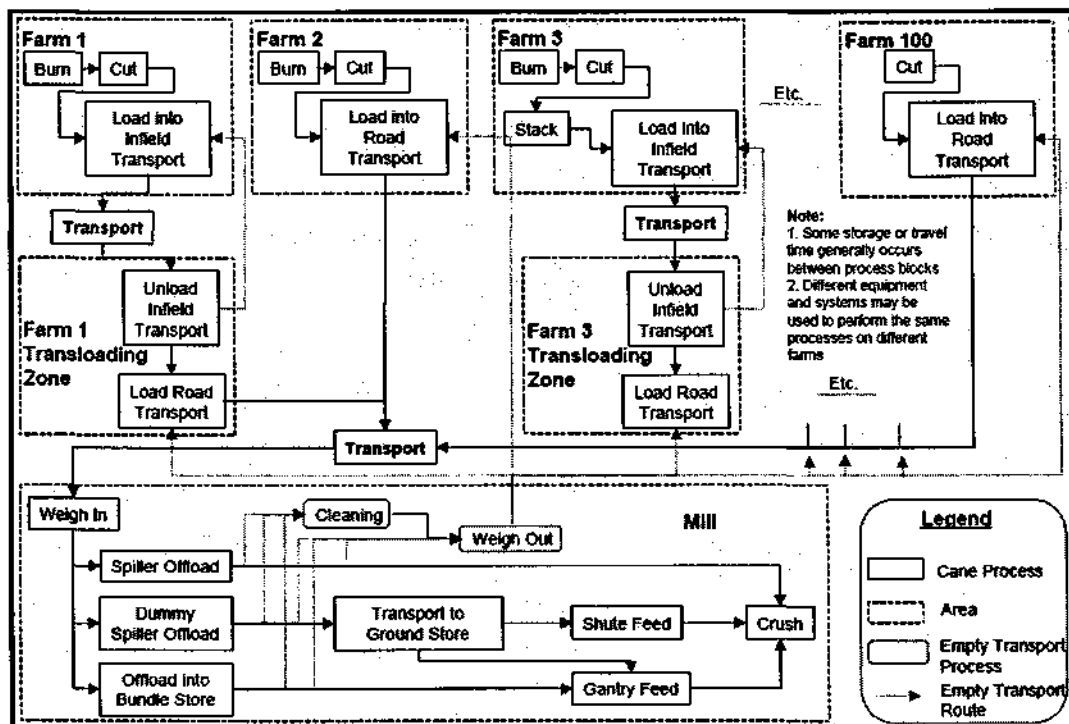 Farm 1
Burn
Cut
Load into
Infield
Transport
Transport
Unload
Infield
Transport
Farm 1
Transloading
Zone
Load Road
Transport
Farm 2
Burn
Cut
Load into
Road
Transport
Farm 3
Burn
Cut
Stack
Load Into
Infield
Transport
Transport
Unload
Infield
Transport
Farm 3
Transloading
Zone
Load Road
Transport
Etc.
Farm 100
Cut
Load into
Road
Transport
Note:
1. Some storage or travel
time generally occurs
between process blocks
2. Different equipment
and systems may be
used to perform the same
processes on different
farms
Etc.
Transport
Mill
Weigh In
Cleaning
Weigh Out
Spiller Offload
Dummy
Spiller Offload
Transport to
Ground Store
Shute Feed
Crush
Offload into
Bundle Store
Gantry Feed
Legend
Cane Process
Area
Empty Transport
Process
Empty Transport
Route